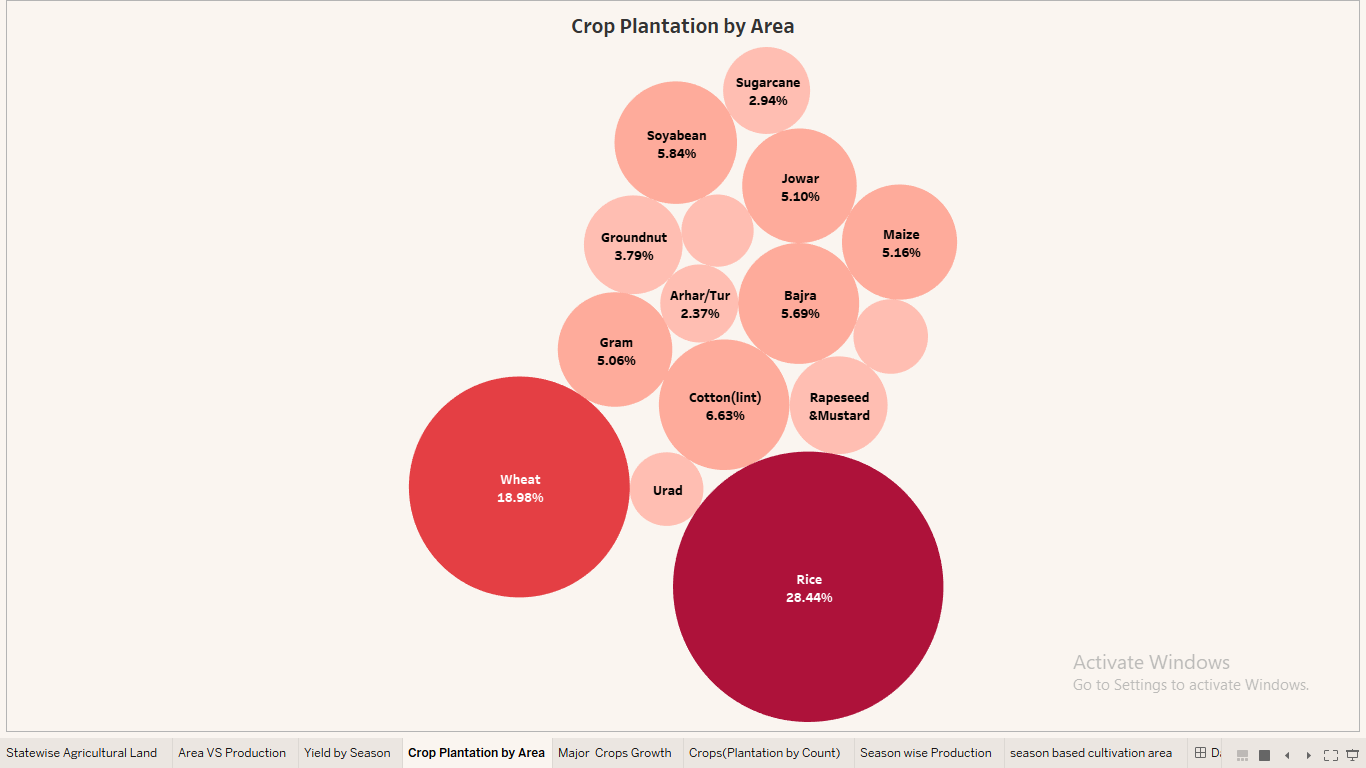 Crop Plantation by Area
Sugarcane
2.94%
Soyabean
5.84%
Jowar
5.10%
Maize
5.16%
Groundnut
3.79%
Arhar/Tur
2.37%
Bajra
5.69%
Gram
5.06%
Cotton(lint)
6.63%
Rapeseed
&Mustard
Wheat
18.98%
Urad
Rice
28.44%
Activate Windows
Go to Settings to activate Windows.
Statewise Agricultural Land
Area VS Production
Yield by Season
Crop Plantation by Area
Major Crops Growth
Crops(Plantation by Count)
Season wise Production
season based cultivation area